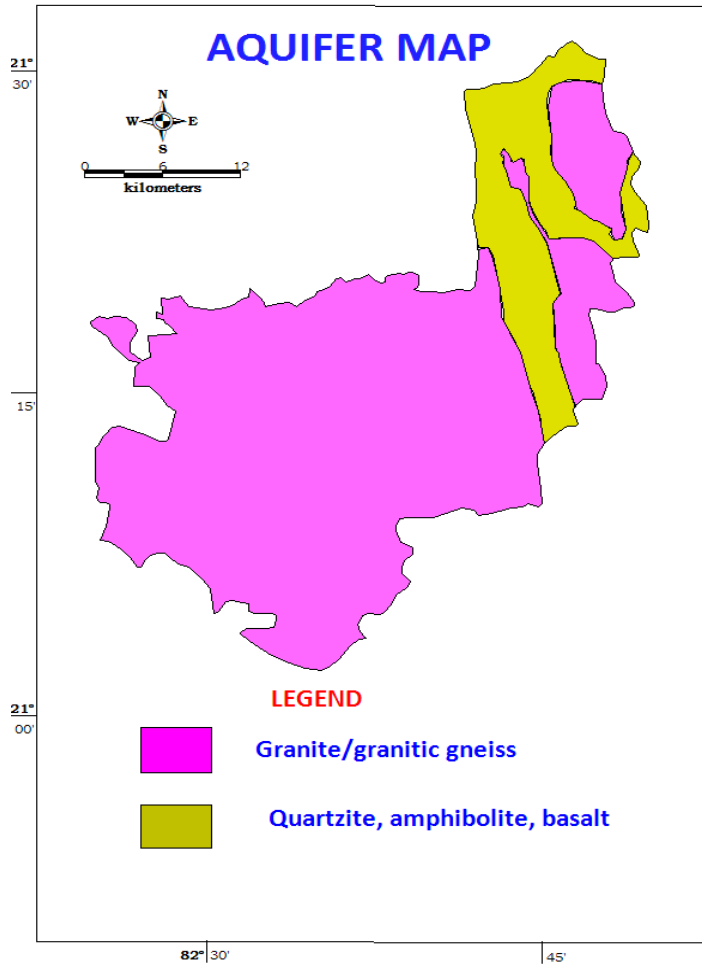 AQUIFER MAP
21°
30'
N
W E
S
0 6 12
kilometers
15'
21°
00'
LEGEND
Granite/granitic gneiss
Quartzite, amphibolite, basalt
82° 30' 45'